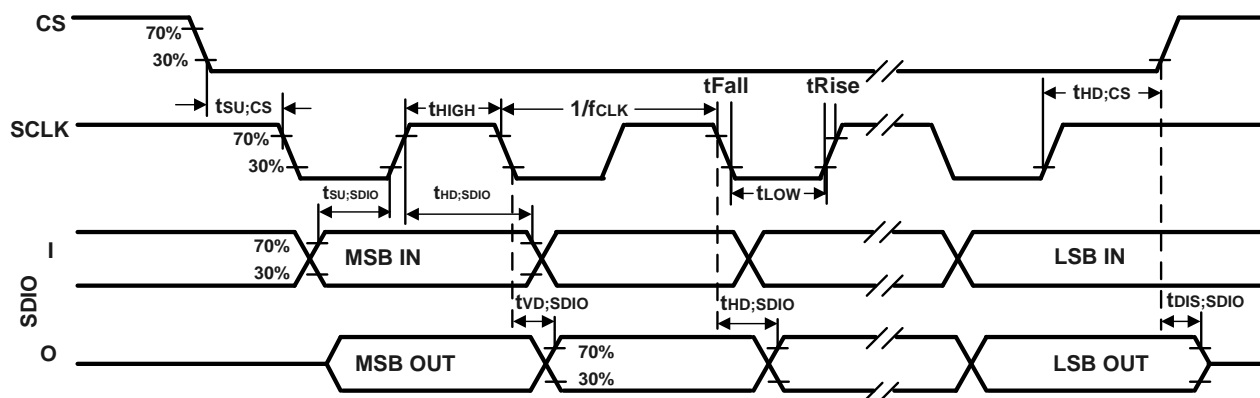 CS
70%
30%
tFall
tRise
tSU;CS
tHIGH
1/fCLK
tHD;CS
SCLK
70%
30%
tSU;SDIO
tHD;SDIO
tLOW
SDIO
I
70%
30%
MSB IN
LSB IN
tVD;SDIO
tHD;SDIO
tDIS;SDIO
O
MSB OUT
70%
30%
LSB OUT